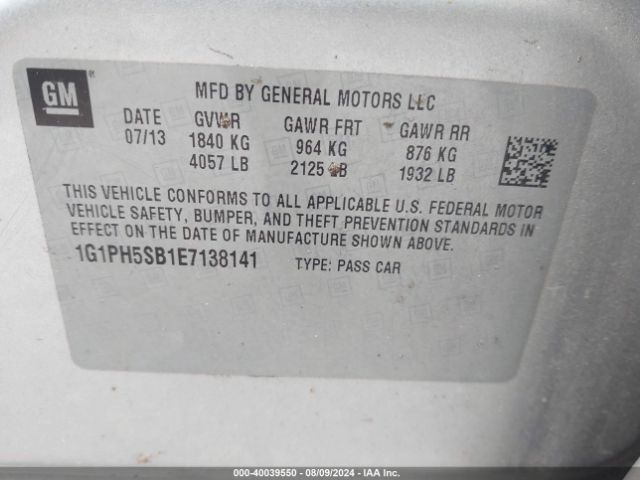 GM
MFD BY GENERAL MOTORS LLC
DATE GVWR GAWR FRT GAWR RR
07/13 1840 KG 964 KG 876 KG
4057 LB 2125 LB 1932 LB
THIS VEHICLE CONFORMS TO ALL APPLICABLE U.S. FEDERAL MOTOR
VEHICLE SAFETY, BUMPER, AND THEFT PREVENTION STANDARDS IN
EFFECT ON THE DATE OF MANUFACTURE SHOWN ABOVE.
1G1PH5SB1E7138141 TYPE: PASS CAR
000-40039550 | 08/09/2024 - IAA Inc.